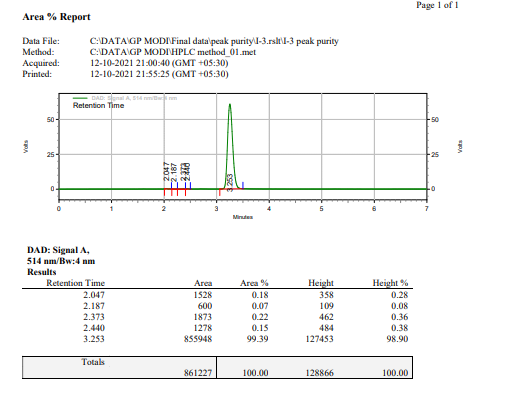 Page 1 of 1
Area % Report
Data File: C:\DATA\GP MODI\Final data\peak purity\I-3.rslt\I-3 peak purity
Method: C:\DATA\GP MODI\HPLC method_01.met
Acquired: 12-10-2021 21:00:40 (GMT +05:30)
Printed: 12-10-2021 21:55:25 (GMT +05:30)
DAD: Signal A, 514 nm/Bw:4 nm
Retention Time
50 50
Volts Volts
25 25
2.047 2.187 2.373 2.440 3.253
0 0
0 1 2 3 4 5 6 7
Minutes
DAD: Signal A,
514 nm/Bw:4 nm
Results
Retention Time Area Area % Height Height %
2.047 1528 0.18 358 0.28
2.187 600 0.07 109 0.08
2.373 1873 0.22 462 0.36
2.440 1278 0.15 484 0.38
3.253 855948 99.39 127453 98.90
Totals
861227 100.00 128866 100.00